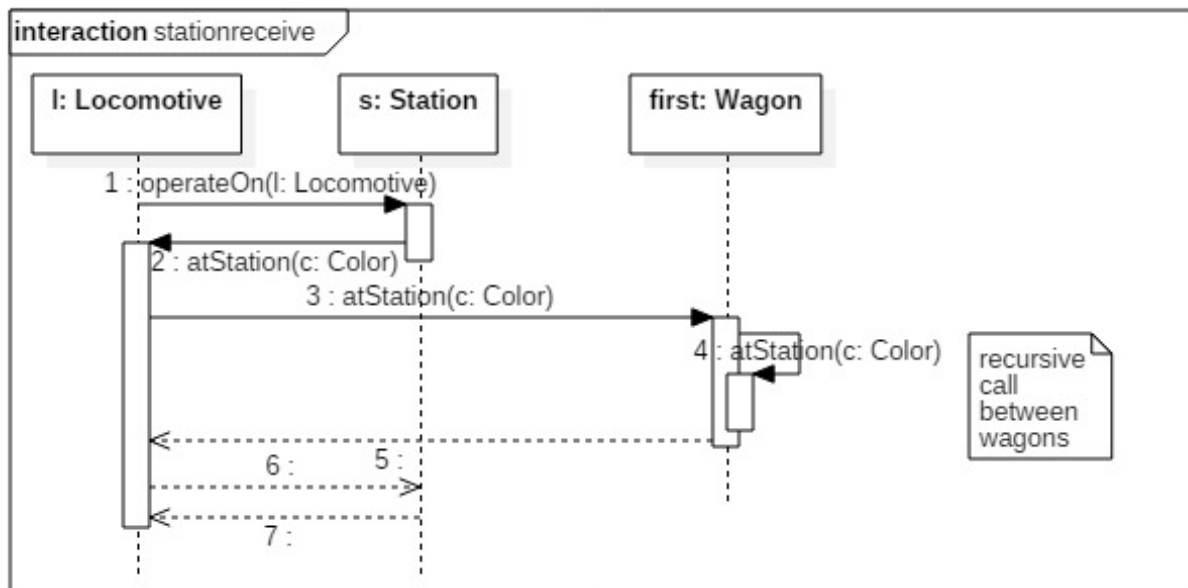 interaction stationreceive
l: Locomotive
s: Station
first: Wagon
1 : operateOn(l: Locomotive)
2 : atStation(c: Color)
3 : atStation(c: Color)
4 : atStation(c: Color)
recursive
call
between
wagons
5 :
6 :
7 :